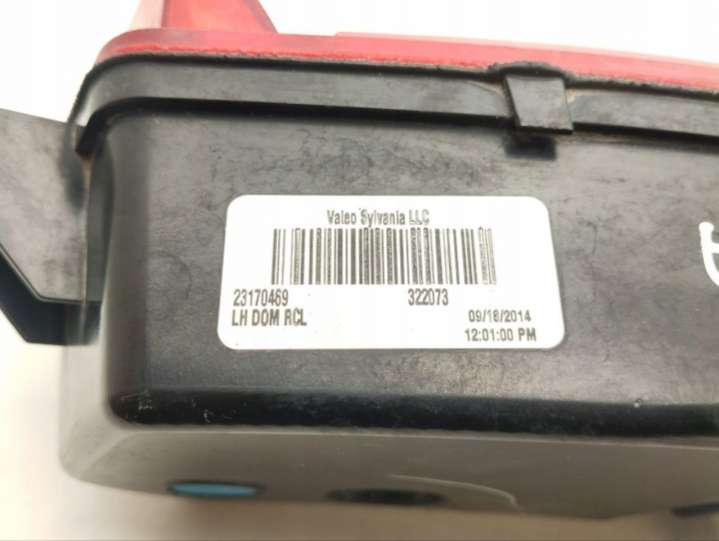 Valeo Sylvania LLC
23170469 322073
LH DOM RCL 09/18/2014
12:01:00 PM